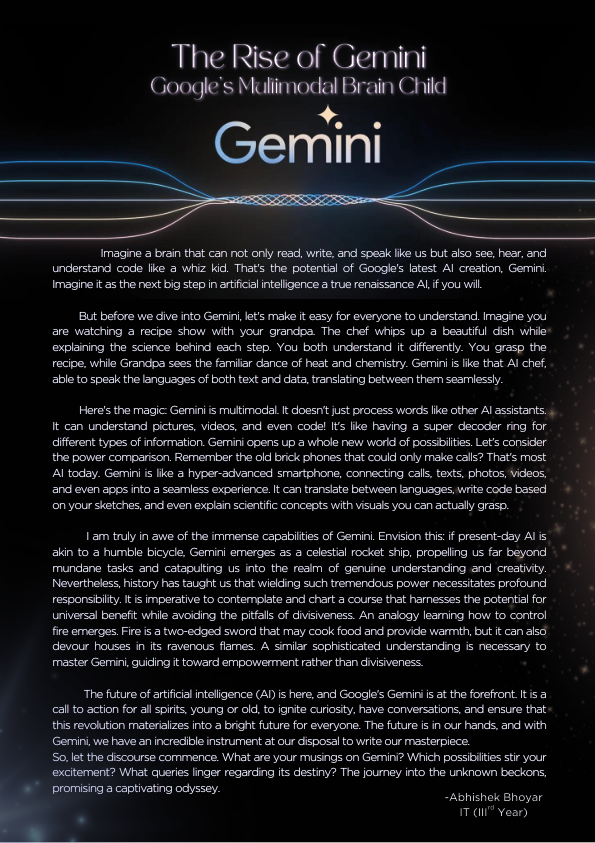 The Rise of Gemini
Google's Multimodal Brain Child
Gemini
Imagine a brain that can not only read, write, and speak like us but also see, hear, and
understand code like a whiz kid. That's the potential of Google's latest AI creation, Gemini.
Imagine it as the next big step in artificial intelligence a true renaissance AI, if you will.
But before we dive into Gemini, let's make it easy for everyone to understand. Imagine you
are watching a recipe show with your grandpa. The chef whips up a beautiful dish while
explaining the science behind each step. You both understand it differently. You grasp the
recipe, while Grandpa sees the familiar dance of heat and chemistry. Gemini is like that AI chef,
able to speak the languages of both text and data, translating between them seamlessly.
Here's the magic: Gemini is multimodal. It doesn't just process words like other AI assistants.
It can understand pictures, videos, and even code! It's like having a super decoder ring for
different types of information. Gemini opens up a whole new world of possibilities. Let's consider
the power comparison. Remember the old brick phones that could only make calls? That's most
AI today. Gemini is like a hyper-advanced smartphone, connecting calls, texts, photos, videos,
and even apps into a seamless experience. It can translate between languages, write code based
on your sketches, and even explain scientific concepts with visuals you can actually grasp.
I am truly in awe of the immense capabilities of Gemini. Envision this: if present-day AI is
akin to a humble bicycle, Gemini emerges as a celestial rocket ship, propelling us far beyond
mundane tasks and catapulting us into the realm of genuine understanding and creativity.
Nevertheless, history has taught us that wielding such tremendous power necessitates profound
responsibility. It is imperative to contemplate and chart a course that harnesses the potential for
universal benefit while avoiding the pitfalls of divisiveness. An analogy learning how to control
fire emerges. Fire is a two-edged sword that may cook food and provide warmth, but it can also
devour houses in its ravenous flames. A similar sophisticated understanding is necessary to
master Gemini, guiding it toward empowerment rather than divisiveness.
The future of artificial intelligence (AI) is here, and Google's Gemini is at the forefront. It is a
call to action for all spirits, young or old, to ignite curiosity, have conversations, and ensure that
this revolution materializes into a bright future for everyone. The future is in our hands, and with
Gemini, we have an incredible instrument at our disposal to write our masterpiece.
So, let the discourse commence. What are your musings on Gemini? Which possibilities stir your
excitement? What queries linger regarding its destiny? The journey into the unknown beckons,
promising a captivating odyssey.
-Abhishek Bhoyar
IT (IIIrd Year)